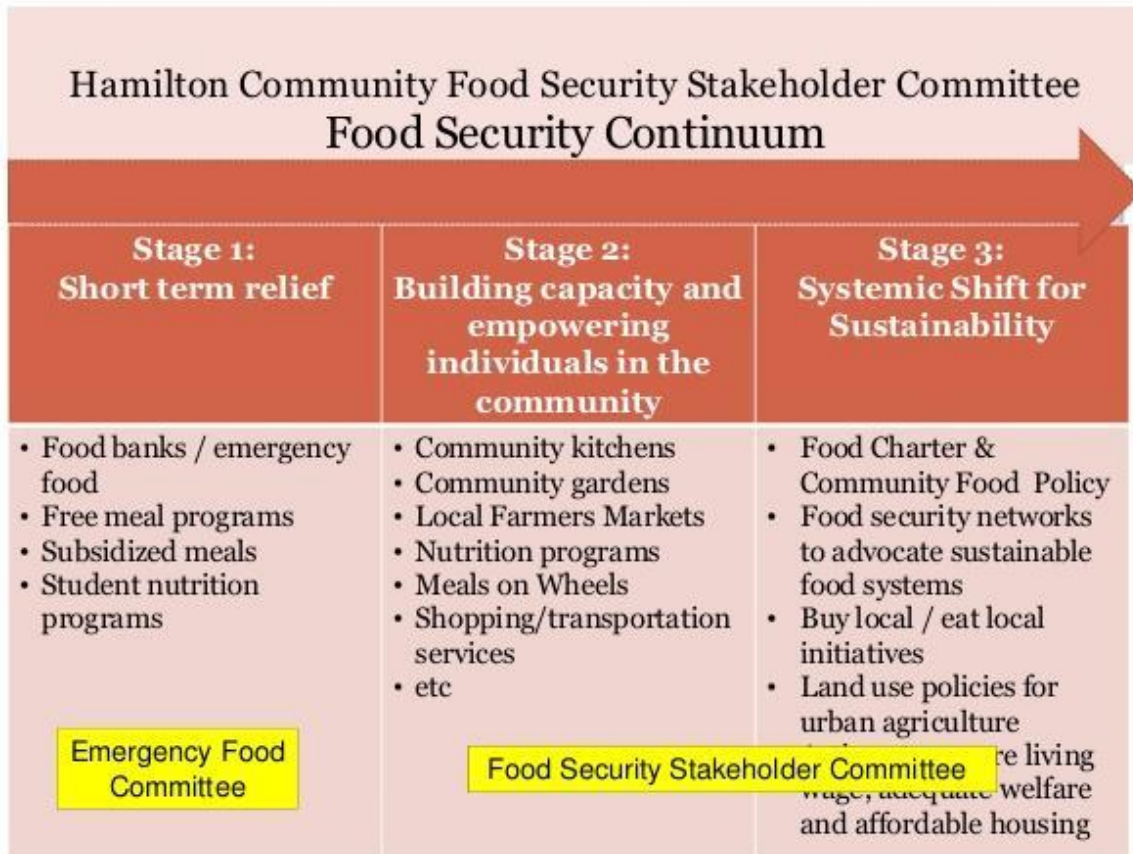 Hamilton Community Food Security Stakeholder Committee
Food Security Continuum
Stage 1:
Short term relief
Stage 2:
Building capacity and
empowering
individuals in the
community
Stage 3:
Systemic Shift for
Sustainability
• Food banks / emergency
food
• Free meal programs
• Subsidized meals
• Student nutrition
programs
• Community kitchens
• Community gardens
• Local Farmers Markets
• Nutrition programs
• Meals on Wheels
• Shopping/transportation
services
• etc
• Food Charter &
Community Food Policy
• Food security networks
to advocate sustainable
food systems
• Buy local / eat local
initiatives
• Land use policies for
urban agriculture
living
wage, adequate welfare
and affordable housing
Emergency Food
Committee
Food Security Stakeholder Committee